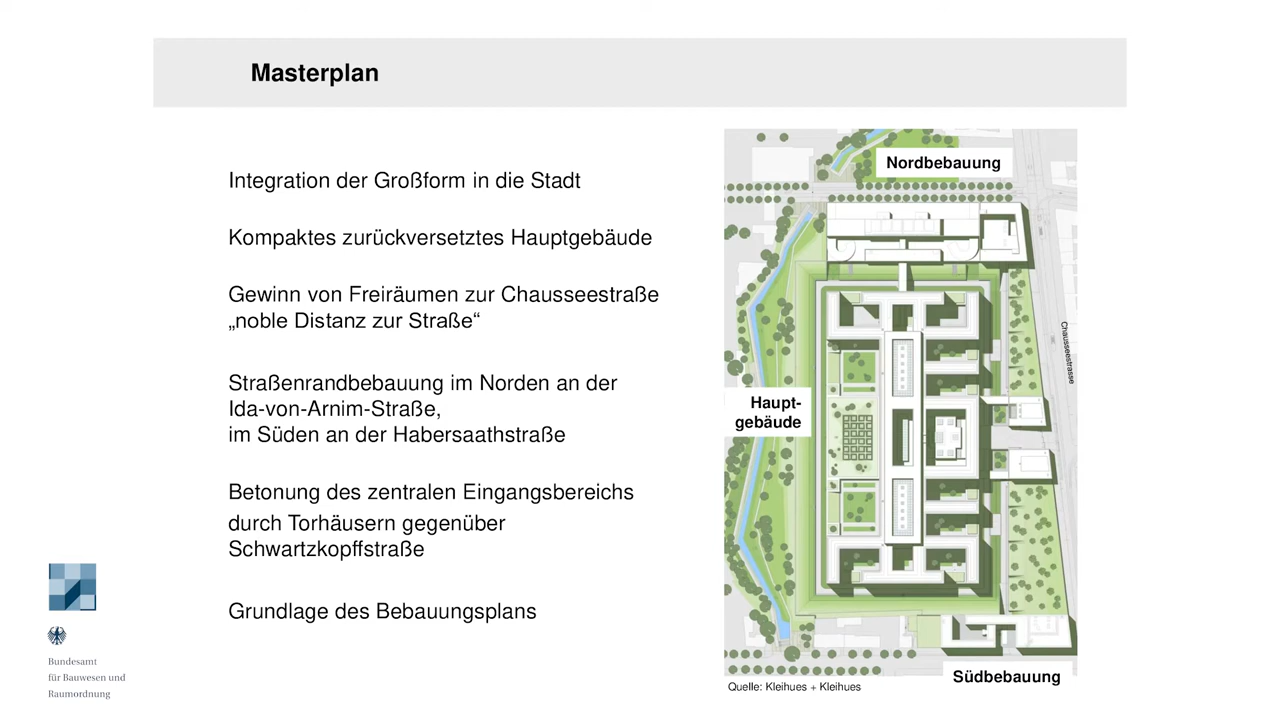 Masterplan
Integration der Großform in die Stadt
Kompaktes zurückversetztes Hauptgebäude
Gewinn von Freiräumen zur Chausseestraße
„noble Distanz zur Straße“
Straßenrandbebauung im Norden an der
Ida-von-Arnim-Straße,
im Süden an der Habersaathstraße
Betonung des zentralen Eingangsbereichs
durch Torhäusern gegenüber
Schwartzkopffstraße
Grundlage des Bebauungsplans
Nordbebauung
Chausseestrasse
Haupt-
gebäude
Südbebauung
Quelle: Kleihues + Kleihues
Bundesamt
für Bauwesen und
Raumordnung